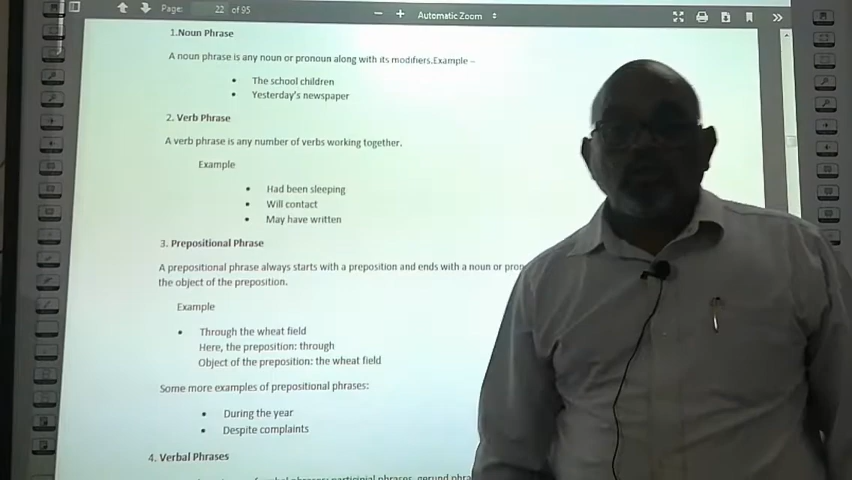 Page: 22 of 95
Automatic Zoom
1.Noun Phrase
A noun phrase is any noun or pronoun along with its modifiers.Example –
• The school children
• Yesterday's newspaper
2. Verb Phrase
A verb phrase is any number of verbs working together.
Example
• Had been sleeping
• Will contact
• May have written
3. Prepositional Phrase
A prepositional phrase always starts with a preposition and ends with a noun or
the object of the preposition.
Example
• Through the wheat field
Here, the preposition: through
Object of the preposition: the wheat field
Some more examples of prepositional phrases:
• During the year
• Despite complaints
4. Verbal Phrases
phrases: participial phrases, gerund